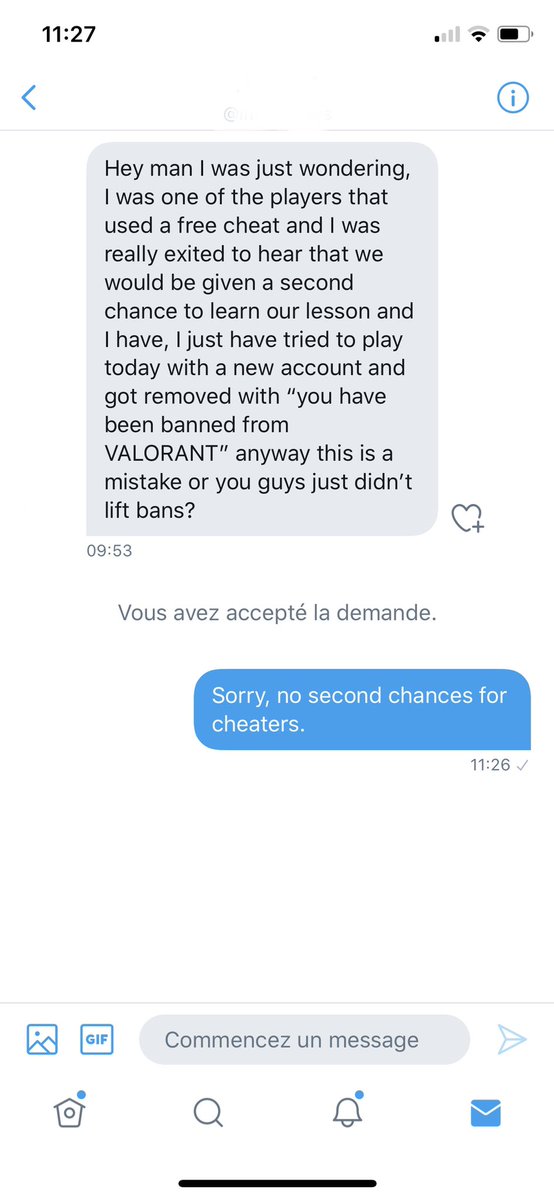 11:27
Hey man I was just wondering,
I was one of the players that
used a free cheat and I was
really exited to hear that we
would be given a second
chance to learn our lesson and
I have, I just have tried to play
today with a new account and
got removed with “you have
been banned from
VALORANT” anyway this is a
mistake or you guys just didn’t
lift bans?
09:53
Vous avez accepté la demande.
Sorry, no second chances for
cheaters.
11:26 ✓
GIF
Commencez un message